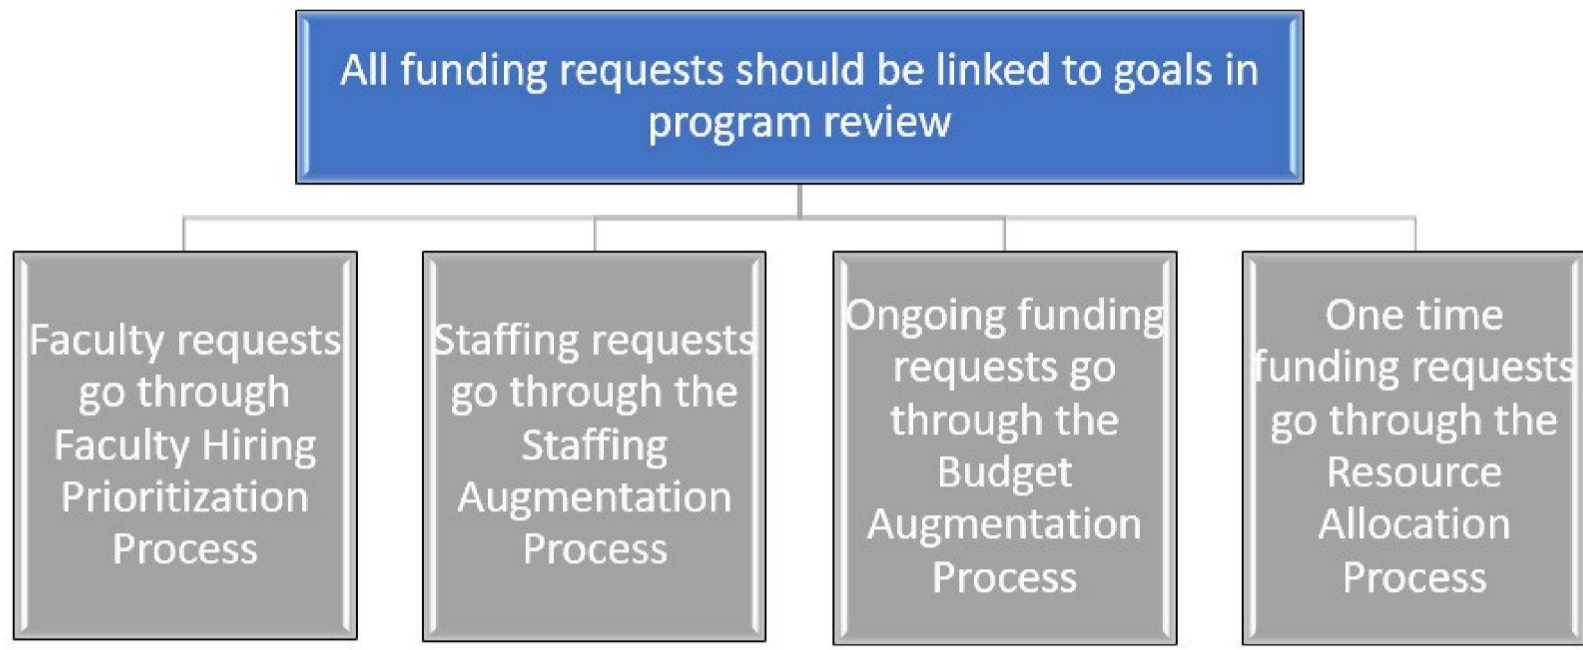 All funding requests should be linked to goals in
program review
Faculty requests
go through
Faculty Hiring
Prioritization
Process
Staffing requests
go through the
Staffing
Augmentation
Process
Ongoing funding
requests go
through the
Budget
Augmentation
Process
One time
funding requests
go through the
Resource
Allocation
Process